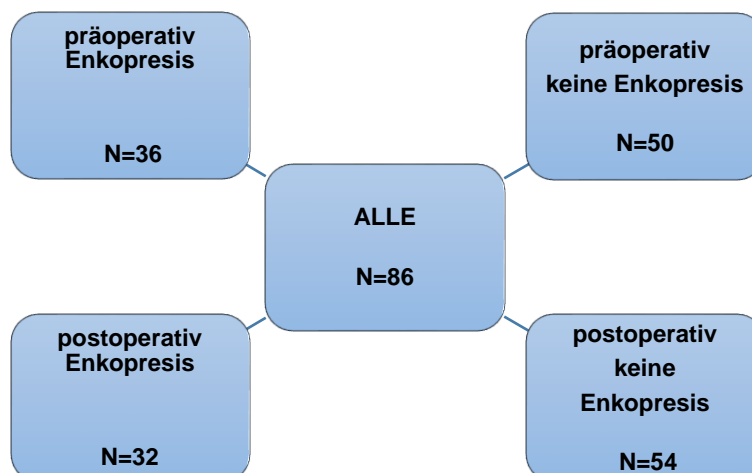 präoperativ
Enkopresis
N=36
präoperativ
keine Enkopresis
N=50
ALLE
N=86
postoperativ
Enkopresis
N=32
postoperativ
keine
Enkopresis
N=54